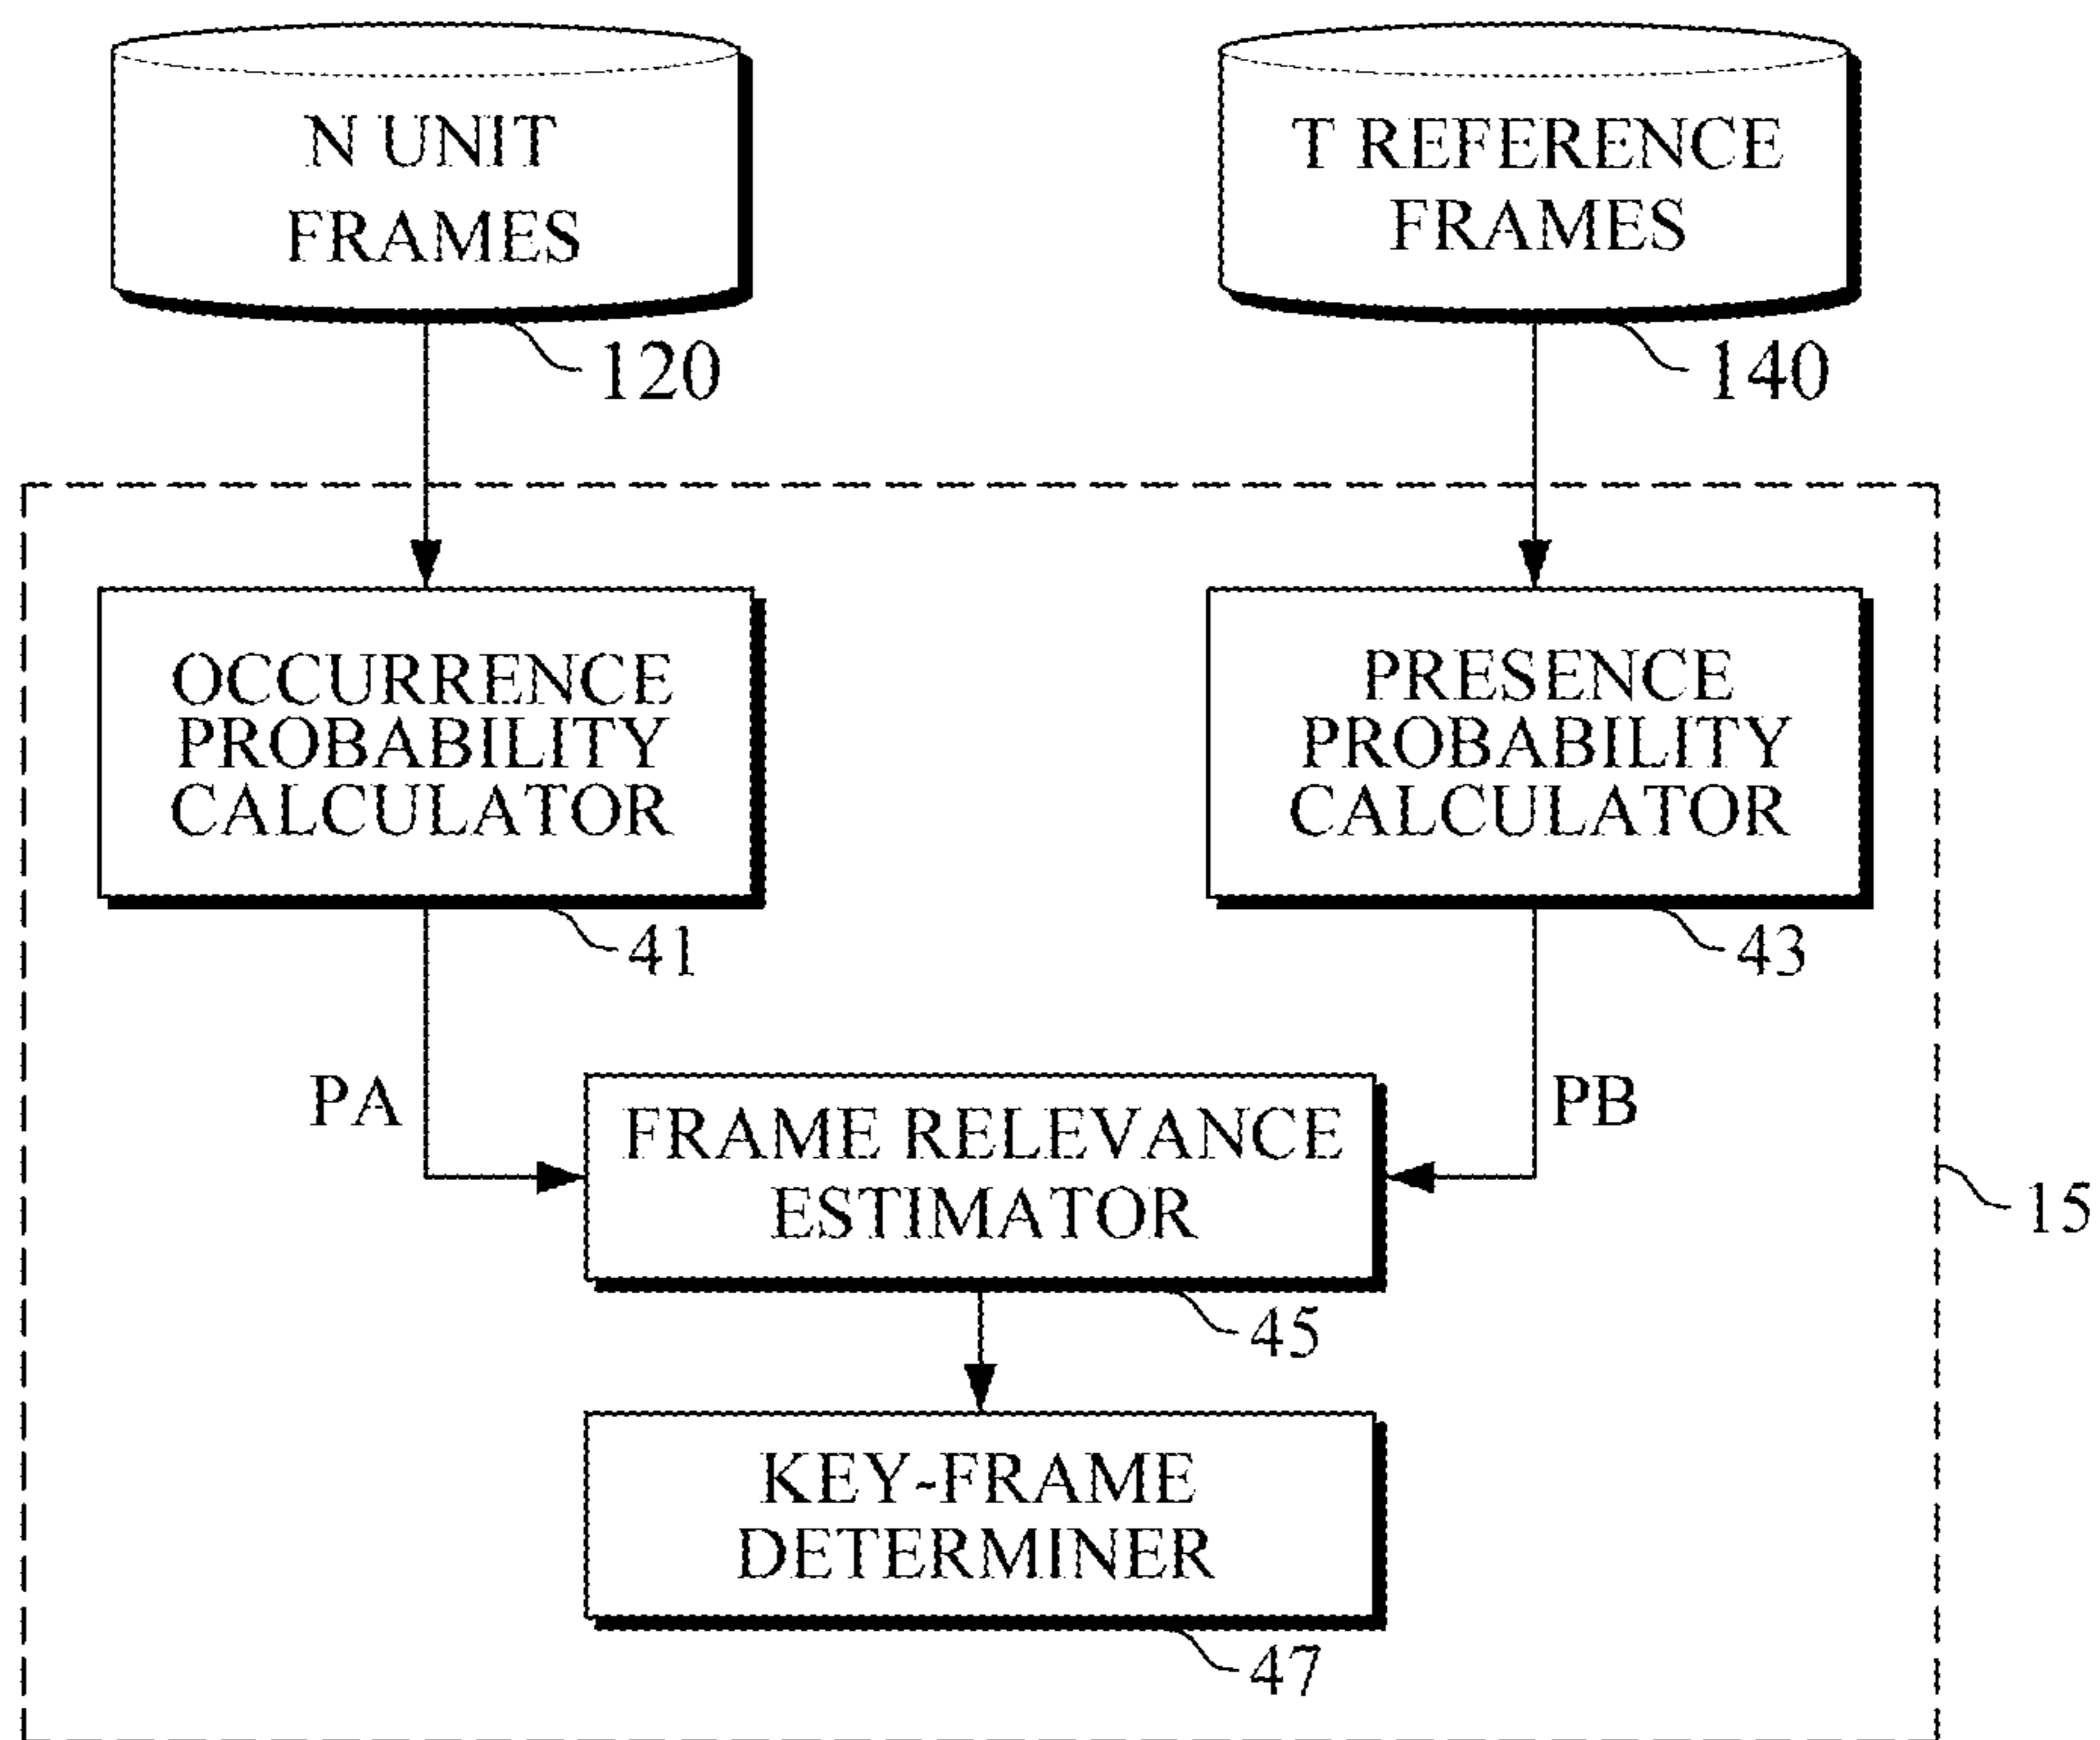 N UNIT
FRAMES
120
T REFERENCE
FRAMES
140
OCCURRENCE
PROBABILITY
CALCULATOR
41
PRESENCE
PROBABILITY
CALCULATOR
43
PA
PB
FRAME RELEVANCE
ESTIMATOR
45
15
KEY-FRAME
DETERMINER
47